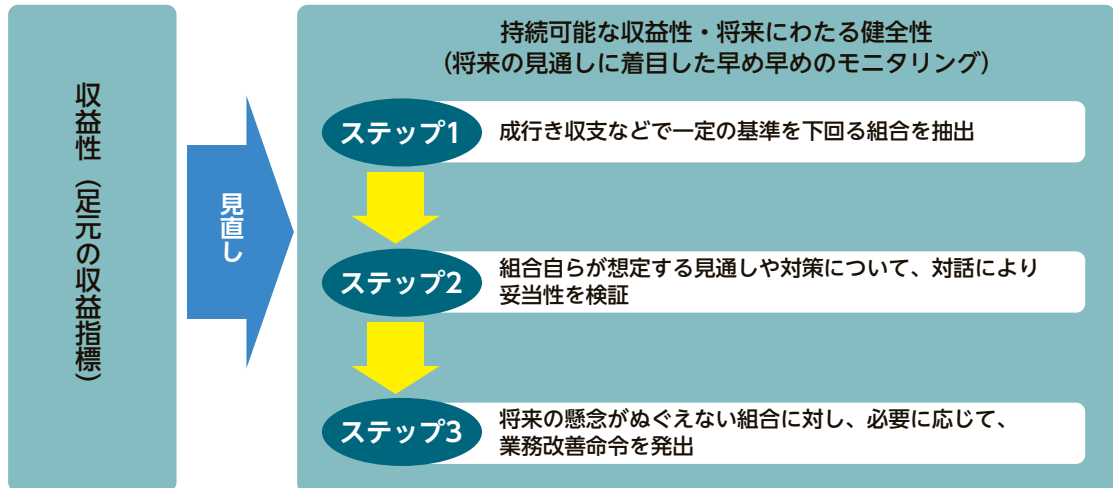 収益性（足元の収益指標）
見直し
持続可能な収益性・将来にわたる健全性
（将来の見通しに着目した早め早めのモニタリング）
ステップ1
成行き収支などで一定の基準を下回る組合を抽出
ステップ2
組合自らが想定する見通しや対策について、対話により
妥当性を検証
ステップ3
将来の懸念がぬぐえない組合に対し、必要に応じて、
業務改善命令を発出